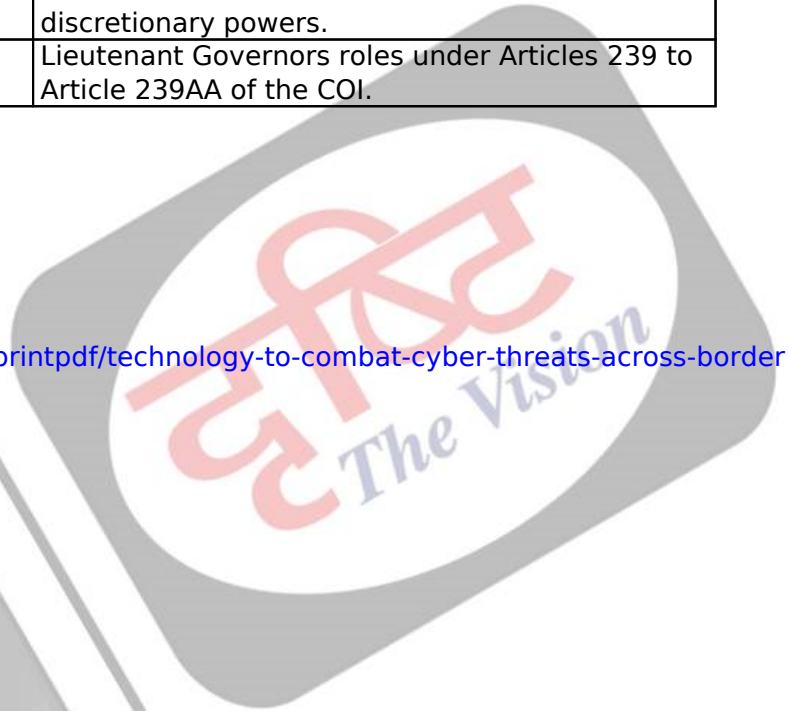 discretionary powers.
Lieutenant Governors roles under Articles 239 to
Article 239AA of the COI.
printpdf/technology-to-combat-cyber-threats-across-border
दृष्टि
The Vision